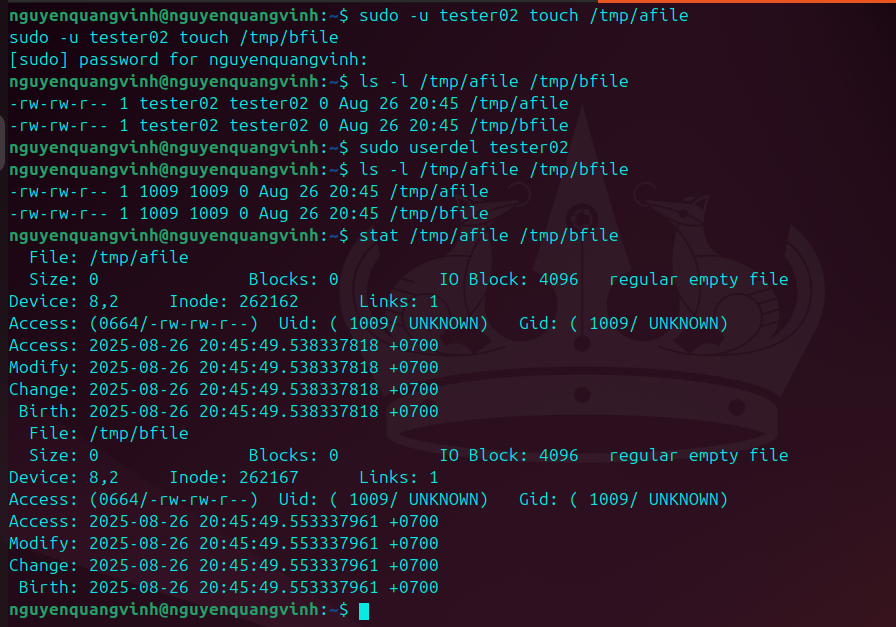 nguyenquangvinh@nguyenquangvinh:~$ sudo -u tester02 touch /tmp/afile
sudo -u tester02 touch /tmp/bfile
[sudo] password for nguyenquangvinh:
nguyenquangvinh@nguyenquangvinh:~$ ls -l /tmp/afile /tmp/bfile
-rw-rw-r-- 1 tester02 tester02 0 Aug 26 20:45 /tmp/afile
-rw-rw-r-- 1 tester02 tester02 0 Aug 26 20:45 /tmp/bfile
nguyenquangvinh@nguyenquangvinh:~$ sudo userdel tester02
nguyenquangvinh@nguyenquangvinh:~$ ls -l /tmp/afile /tmp/bfile
-rw-rw-r-- 1 1009 1009 0 Aug 26 20:45 /tmp/afile
-rw-rw-r-- 1 1009 1009 0 Aug 26 20:45 /tmp/bfile
nguyenquangvinh@nguyenquangvinh:~$ stat /tmp/afile /tmp/bfile
  File: /tmp/afile
  Size: 0               Blocks: 0          IO Block: 4096   regular empty file
Device: 8,2     Inode: 262162      Links: 1
Access: (0664/-rw-rw-r--)  Uid: ( 1009/ UNKNOWN)   Gid: ( 1009/ UNKNOWN)
Access: 2025-08-26 20:45:49.538337818 +0700
Modify: 2025-08-26 20:45:49.538337818 +0700
Change: 2025-08-26 20:45:49.538337818 +0700
 Birth: 2025-08-26 20:45:49.538337818 +0700
  File: /tmp/bfile
  Size: 0               Blocks: 0          IO Block: 4096   regular empty file
Device: 8,2     Inode: 262167      Links: 1
Access: (0664/-rw-rw-r--)  Uid: ( 1009/ UNKNOWN)   Gid: ( 1009/ UNKNOWN)
Access: 2025-08-26 20:45:49.553337961 +0700
Modify: 2025-08-26 20:45:49.553337961 +0700
Change: 2025-08-26 20:45:49.553337961 +0700
 Birth: 2025-08-26 20:45:49.553337961 +0700
nguyenquangvinh@nguyenquangvinh:~$